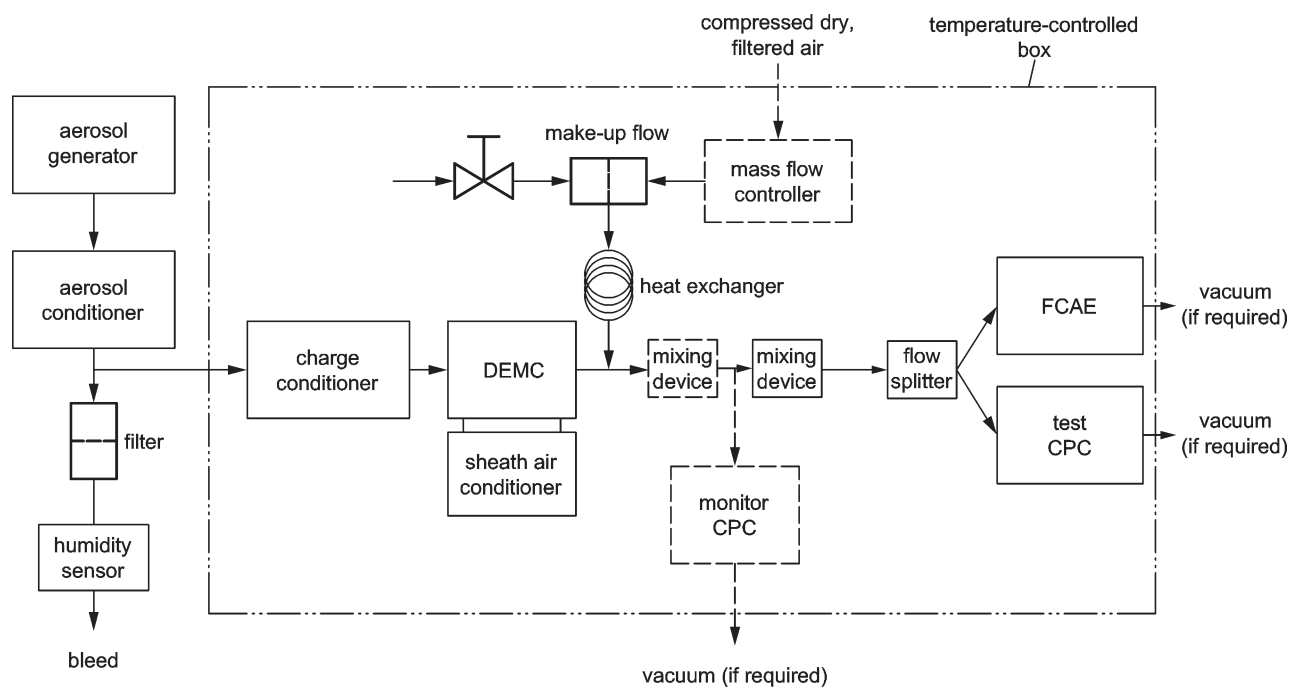 compressed dry,
filtered air
temperature-controlled
box
aerosol
generator
make-up flow
mass flow
controller
aerosol
conditioner
heat exchanger
FCAE
vacuum
(if required)
charge
conditioner
DEMC
mixing
device
mixing
device
flow
splitter
filter
sheath air
conditioner
test
CPC
vacuum
(if required)
monitor
CPC
humidity
sensor
bleed
vacuum (if required)